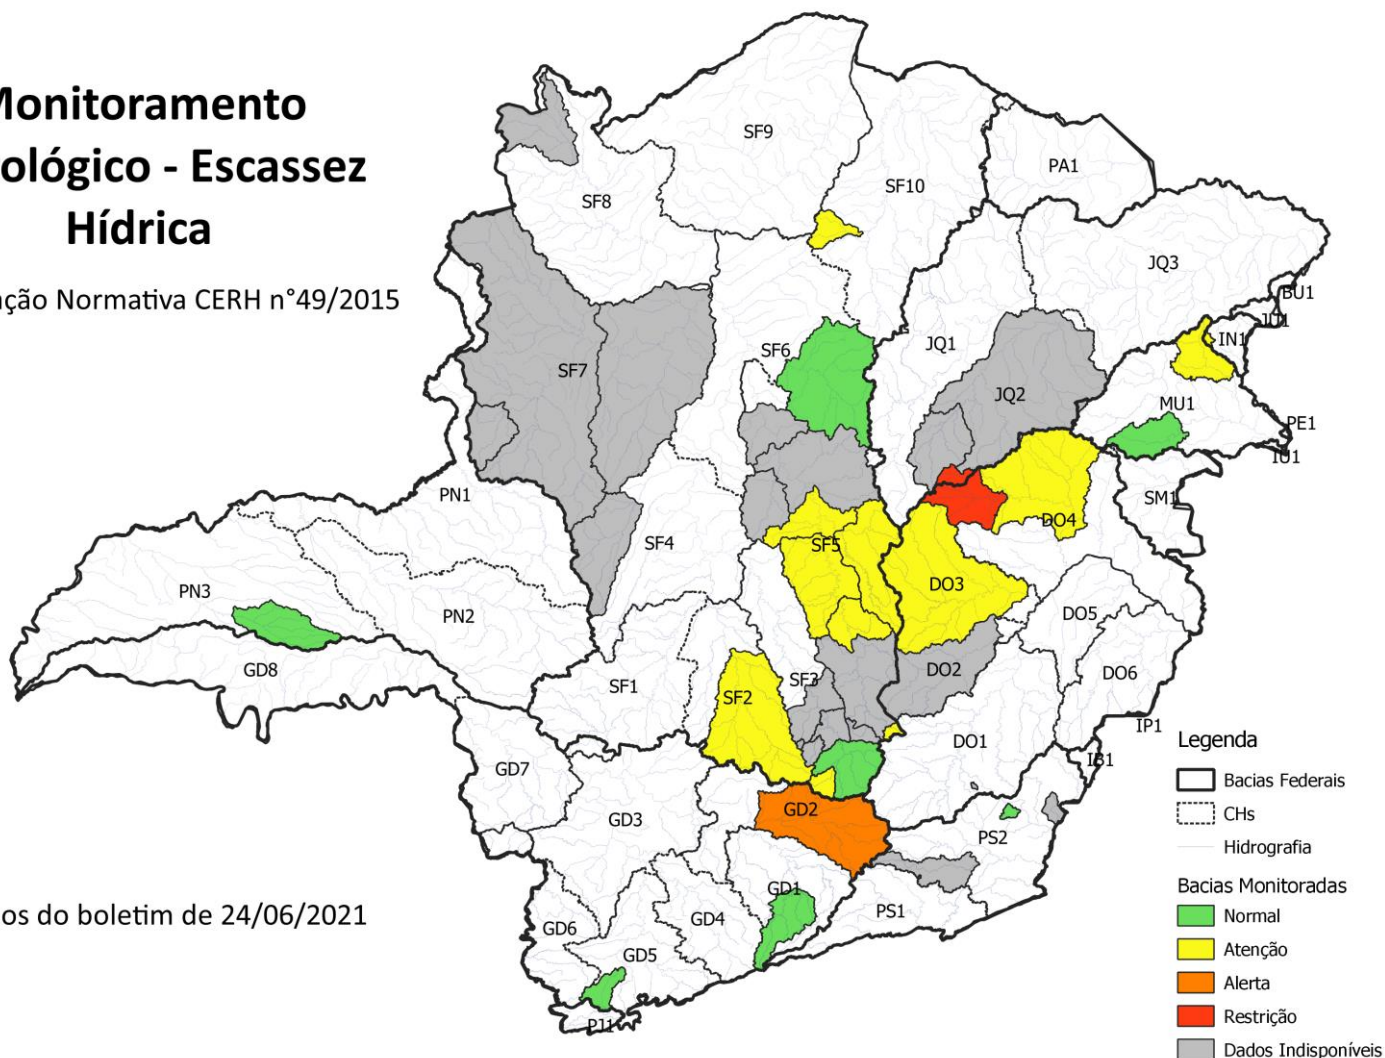 Monitoramento
ológico - Escassez
Hídrica
ação Normativa CERH n°49/2015
os do boletim de 24/06/2021
SF9
PA1
SF10
SF8
JQ3
BU1
JU1
IN1
JQ1
SF6
SF7
JQ2
MU1
PE1
IU1
PN1
SM1
DO4
SF4
SF5
DO3
PN3
PN2
DO5
GD8
DO2
DO6
SF1
SF3
SF2
IP1
DO1
IB1
GD7
GD2
GD3
PS2
GD1
PS1
GD4
GD6
GD5
PJ1
Legenda
Bacias Federais
CHs
Hidrografia
Bacias Monitoradas
Normal
Atenção
Alerta
Restrição
Dados Indisponíveis